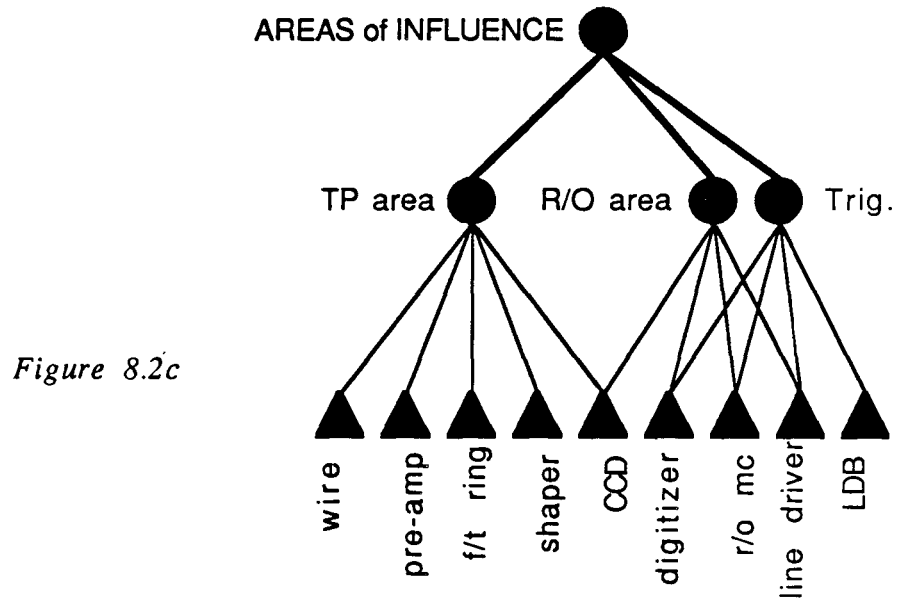 AREAS of INFLUENCE
TP area
R/O area
Trig.
Figure 8.2c
wire
pre-amp
f/t ring
shaper
CCD
digitizer
r/o mc
line driver
LDB